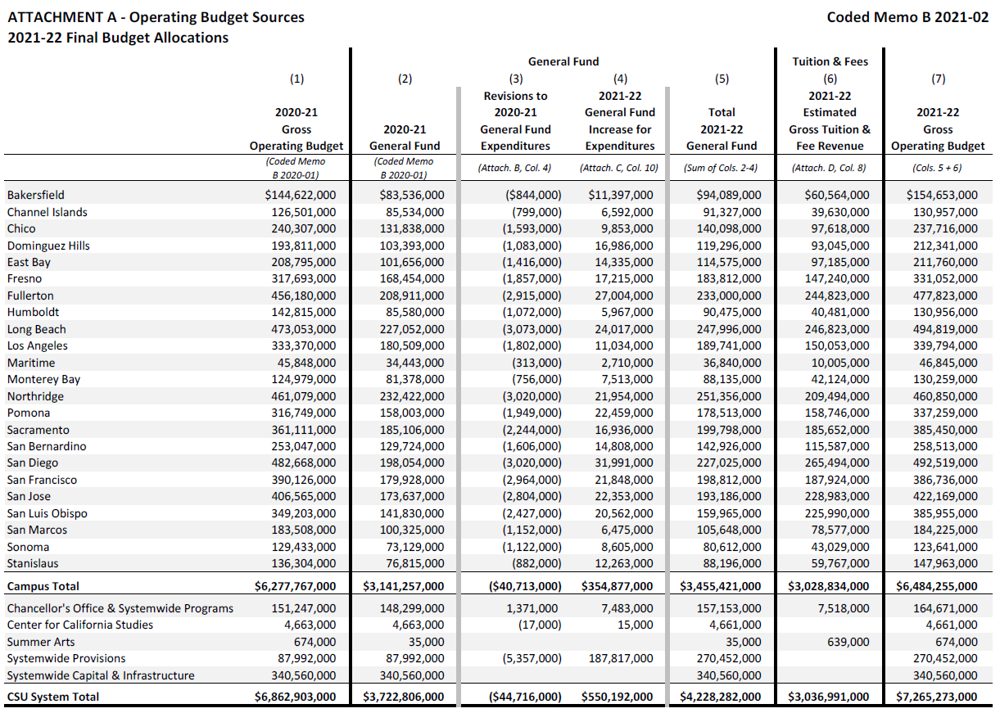 ATTACHMENT A - Operating Budget Sources Coded Memo B 2021-02
2021-22 Final Budget Allocations
General Fund Tuition & Fees
(1) (2) (3) (4) (5) (6) (7)
Revisions to 2021-22 2021-22
2020-21 2020-21 General Fund Total Estimated 2021-22
Gross 2020-21 General Fund Increase for 2021-22 Gross Tuition & Gross
Operating Budget General Fund Expenditures Expenditures General Fund Fee Revenue Operating Budget
(Coded Memo (Coded Memo (Attach. B, Col. 4) (Attach. C, Col. 10) (Sum of Cols. 2-4) (Attach. D, Col. 8) (Cols. 5 + 6)
B 2020-01) B 2020-01)
Bakersfield $144,622,000 $83,536,000 ($844,000) $11,397,000 $94,089,000 $60,564,000 $154,653,000
Channel Islands 126,501,000 85,534,000 (799,000) 6,592,000 91,327,000 39,630,000 130,957,000
Chico 240,307,000 131,838,000 (1,593,000) 9,853,000 140,098,000 97,618,000 237,716,000
Dominguez Hills 193,811,000 103,393,000 (1,083,000) 16,986,000 119,296,000 93,045,000 212,341,000
East Bay 208,795,000 101,656,000 (1,416,000) 14,335,000 114,575,000 97,185,000 211,760,000
Fresno 317,693,000 168,454,000 (1,857,000) 17,215,000 183,812,000 147,240,000 331,052,000
Fullerton 456,180,000 208,911,000 (2,915,000) 27,004,000 233,000,000 244,823,000 477,823,000
Humboldt 142,815,000 85,580,000 (1,072,000) 5,967,000 90,475,000 40,481,000 130,956,000
Long Beach 473,053,000 227,052,000 (3,073,000) 24,017,000 247,996,000 246,823,000 494,819,000
Los Angeles 333,370,000 180,509,000 (1,802,000) 11,034,000 189,741,000 150,053,000 339,794,000
Maritime 45,848,000 34,443,000 (313,000) 2,710,000 36,840,000 10,005,000 46,845,000
Monterey Bay 124,979,000 81,378,000 (756,000) 7,513,000 88,135,000 42,124,000 130,259,000
Northridge 461,079,000 232,422,000 (3,020,000) 21,954,000 251,356,000 209,494,000 460,850,000
Pomona 316,749,000 158,003,000 (1,949,000) 22,459,000 178,513,000 158,746,000 337,259,000
Sacramento 361,111,000 185,106,000 (2,244,000) 16,936,000 199,798,000 185,652,000 385,450,000
San Bernardino 253,047,000 129,724,000 (1,606,000) 14,808,000 142,926,000 115,587,000 258,513,000
San Diego 482,668,000 198,054,000 (3,020,000) 31,991,000 227,025,000 265,494,000 492,519,000
San Francisco 390,126,000 179,928,000 (2,964,000) 21,848,000 198,812,000 187,924,000 386,736,000
San Jose 406,565,000 173,637,000 (2,804,000) 22,353,000 193,186,000 228,983,000 422,169,000
San Luis Obispo 349,203,000 141,830,000 (2,427,000) 20,562,000 159,965,000 225,990,000 385,955,000
San Marcos 183,508,000 100,325,000 (1,152,000) 6,475,000 105,648,000 78,577,000 184,225,000
Sonoma 129,433,000 73,129,000 (1,122,000) 8,605,000 80,612,000 43,029,000 123,641,000
Stanislaus 136,304,000 76,815,000 (882,000) 12,263,000 88,196,000 59,767,000 147,963,000
Campus Total $6,277,767,000 $3,141,257,000 ($40,713,000) $354,877,000 $3,455,421,000 $3,028,834,000 $6,484,255,000
Chancellor's Office & Systemwide Programs 151,247,000 148,299,000 1,371,000 7,483,000 157,153,000 7,518,000 164,671,000
Center for California Studies 4,663,000 4,663,000 (17,000) 15,000 4,661,000 4,661,000
Summer Arts 674,000 35,000 35,000 639,000 674,000
Systemwide Provisions 87,992,000 87,992,000 (5,357,000) 187,817,000 270,452,000 270,452,000
Systemwide Capital & Infrastructure 340,560,000 340,560,000 340,560,000 340,560,000
CSU System Total $6,862,903,000 $3,722,806,000 ($44,716,000) $550,192,000 $4,228,282,000 $3,036,991,000 $7,265,273,000